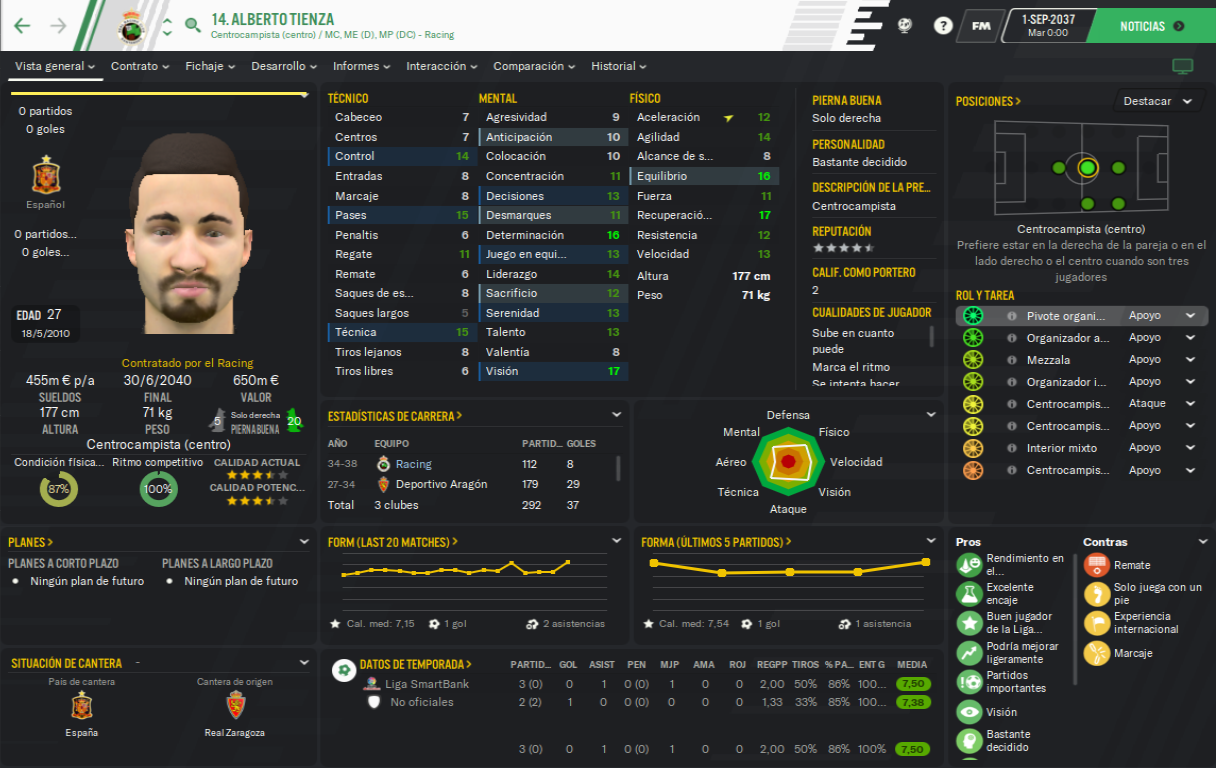 14. ALBERTO TIENZA
Centrocampista (centro) / MC, ME (D), MP (DC) - Racing
?
FM
1-SEP-2037
Mar 0:00
NOTICIAS
Vista general
Contrato
Fichaje
Desarrollo
Informes
Interacción
Comparación
Historial
0 partidos
0 goles
Español
0 partidos...
0 goles...
EDAD 27
18/5/2010
Contratado por el Racing
455m € p/a
SUELDOS
30/6/2040
FINAL
650m €
VALOR
177 cm
ALTURA
71 kg
PESO
5
Solo derecha
PIERNA BUENA
20
Centrocampista (centro)
Condición física...
87%
Ritmo competitivo
100%
CALIDAD ACTUAL
CALIDAD POTENC...
TÉCNICO
Cabeceo 7
Centros 7
Control 14
Entradas 8
Marcaje 8
Pases 15
Penaltis 6
Regate 11
Remate 6
Saques de es... 8
Saques largos 5
Técnica 15
Tiros lejanos 8
Tiros libres 6
MENTAL
Agresividad 9
Anticipación 10
Colocación 10
Concentración 11
Decisiones 13
Desmarques 11
Determinación 16
Juego en equi... 13
Liderazgo 14
Sacrificio 12
Serenidad 13
Talento 13
Valentía 8
Visión 17
FÍSICO
Aceleración 12
Agilidad 14
Alcance de s... 8
Equilibrio 16
Fuerza 11
Recuperació... 17
Resistencia 12
Velocidad 13
Altura 177 cm
Peso 71 kg
PIERNA BUENA
Solo derecha
PERSONALIDAD
Bastante decidido
DESCRIPCIÓN DE LA PRE...
Centrocampista
REPUTACIÓN
CALIF. COMO PORTERO
2
CUALIDADES DE JUGADOR
Sube en cuanto
puede
Marca el ritmo
Se intenta hacer
POSICIONES >
Destacar
Centrocampista (centro)
Prefiere estar en la derecha de la pareja o en el
lado derecho o el centro cuando son tres
jugadores
ROL Y TAREA
Pivote organi... Apoyo
Organizador a... Apoyo
Mezzala Apoyo
Organizador i... Apoyo
Centrocampis... Ataque
Centrocampis... Apoyo
Interior mixto Apoyo
Centrocampis... Apoyo
ESTADÍSTICAS DE CARRERA >
AÑO EQUIPO PARTID... GOLES
34-38 Racing 112 8
27-34 Deportivo Aragón 179 29
Total 3 clubes 292 37
Defensa
Mental
Físico
Aéreo
Velocidad
Técnica
Visión
Ataque
PLANES >
PLANES A CORTO PLAZO
Ningún plan de futuro
PLANES A LARGO PLAZO
Ningún plan de futuro
FORM (LAST 20 MATCHES) >
Cal. med: 7,15
1 gol
2 asistencias
FORMA (ÚLTIMOS 5 PARTIDOS) >
Cal. med: 7,54
1 gol
1 asistencia
Pros
Rendimiento en
el...
Excelente
encaje
Buen jugador
de la Liga...
Podría mejorar
ligeramente
Partidos
importantes
Visión
Bastante
decidido
Contras
Remate
Solo juega con un
pie
Experiencia
internacional
Marcaje
SITUACIÓN DE CANTERA -
País de cantera
España
Cantera de origen
Real Zaragoza
DATOS DE TEMPORADA > PARTID... GOL ASIST PEN MJP AMA ROJ REGPP TIROS % PA... ENT G MEDIA
Liga SmartBank 3 (0) 0 1 0 (0) 1 0 0 2,00 50% 86% 100... 7,50
No oficiales 2 (2) 1 0 0 (0) 0 0 0 1,33 33% 85% 100... 7,38
3 (0) 0 1 0 (0) 1 0 0 2,00 50% 86% 100% 7,50